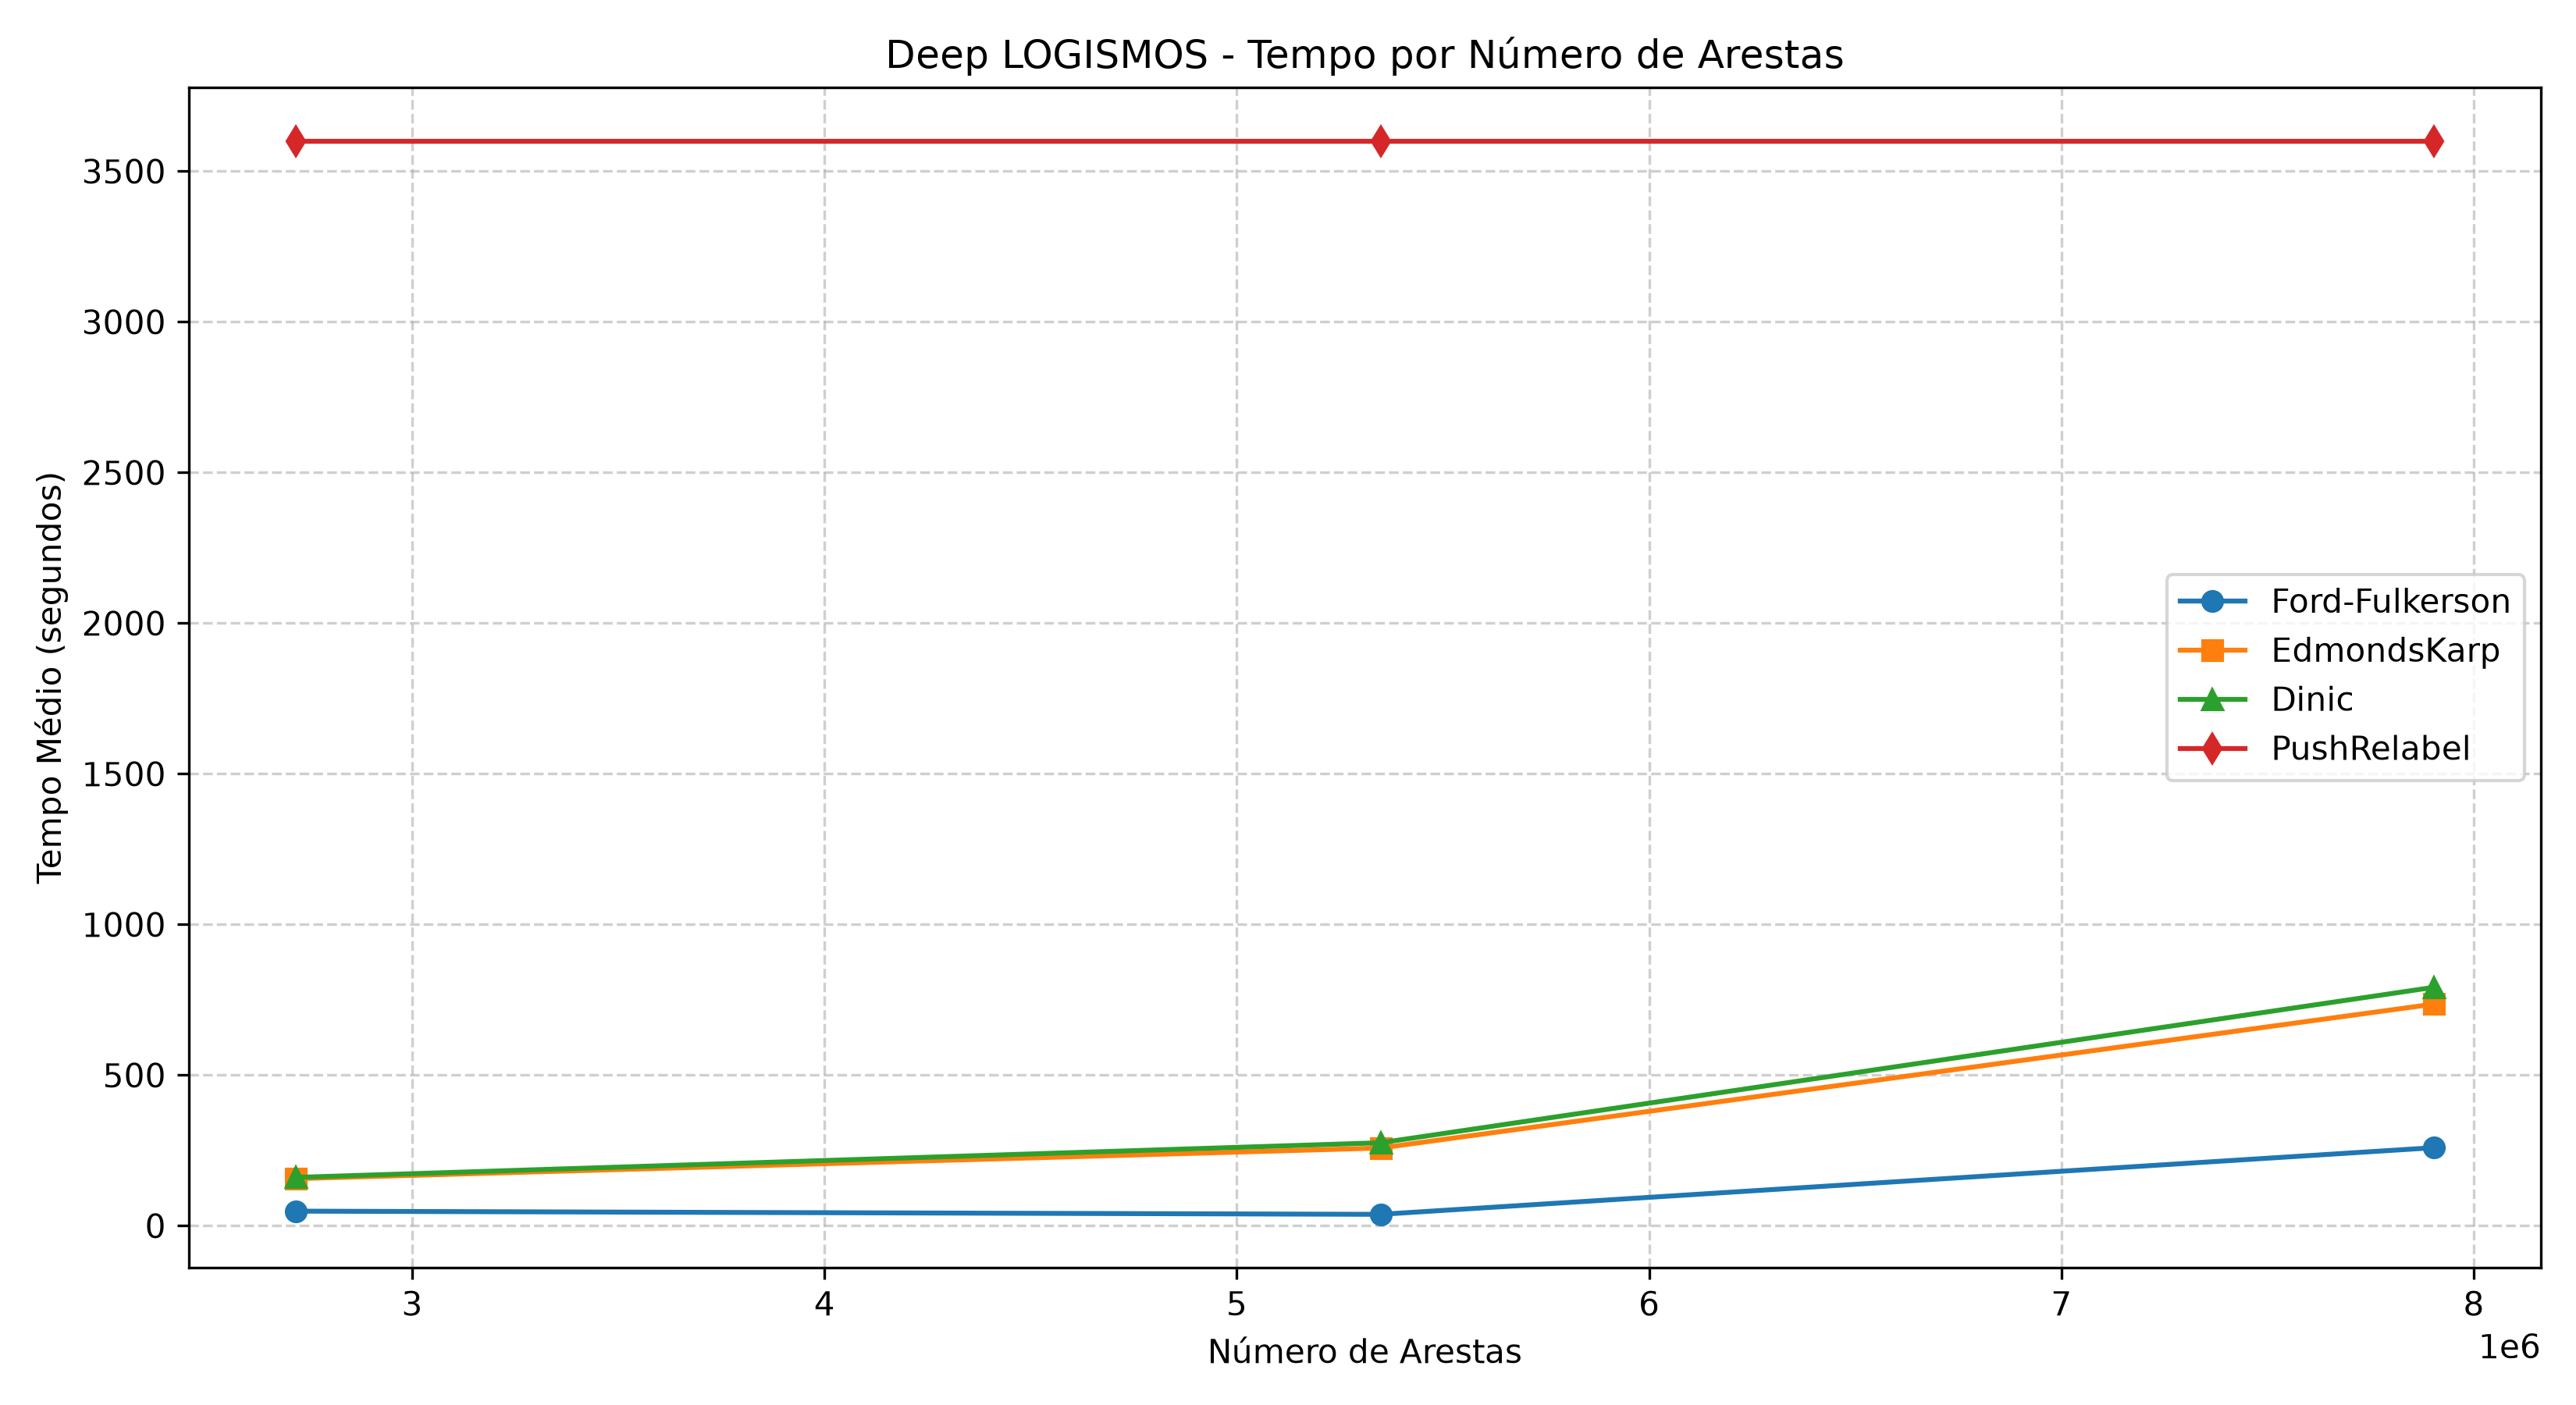 Deep LOGISMOS - Tempo por Número de Arestas
Tempo Médio (segundos)
3500
3000
2500
2000
1500
1000
500
0
Ford-Fulkerson
EdmondsKarp
Dinic
PushRelabel
3 4 5 6 7 8
1e6
Número de Arestas